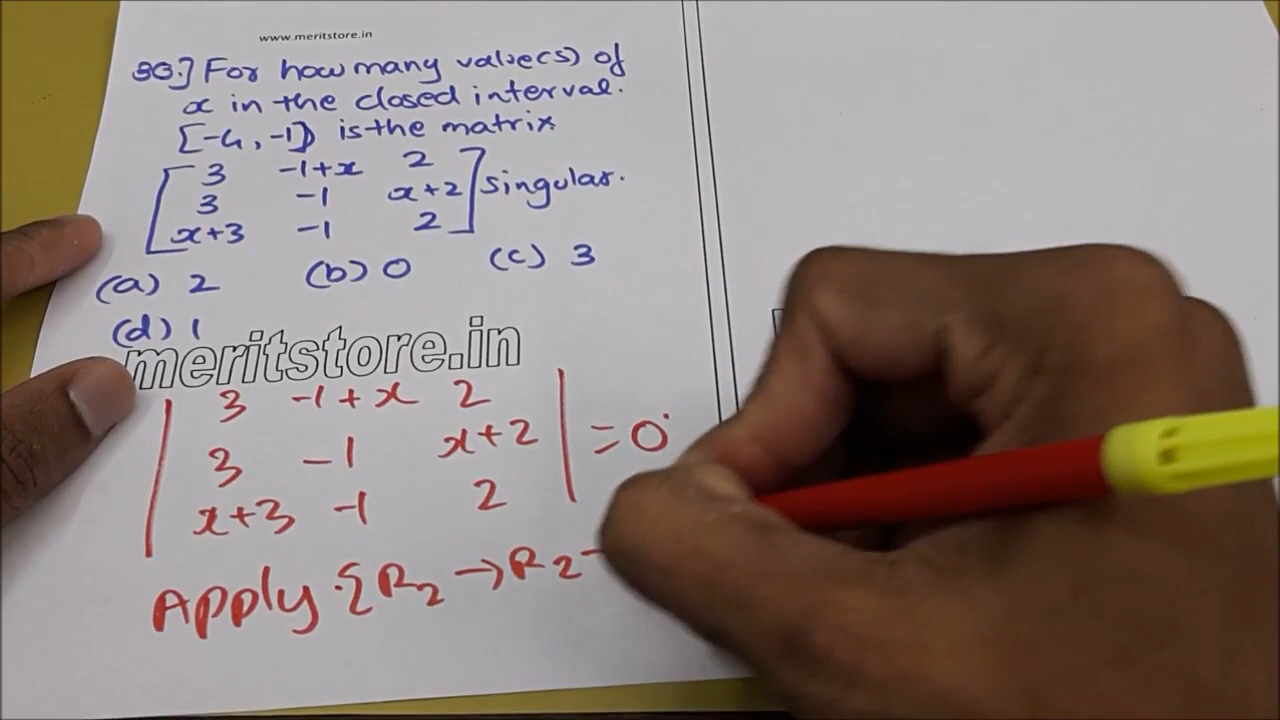 www.meritstore.in
30.] For how many value(s) of
x in the closed interval.
[-4, -1] is the matrix
3 -1+x 2
3 -1 x+2 singular.
x+3 -1 2
(a) 2 (b) 0 (c) 3
(d) 1
meritstore.in
3 -1+x 2
3 -1 x+2 =0
x+3 -1 2
Apply {R2 → R2 -